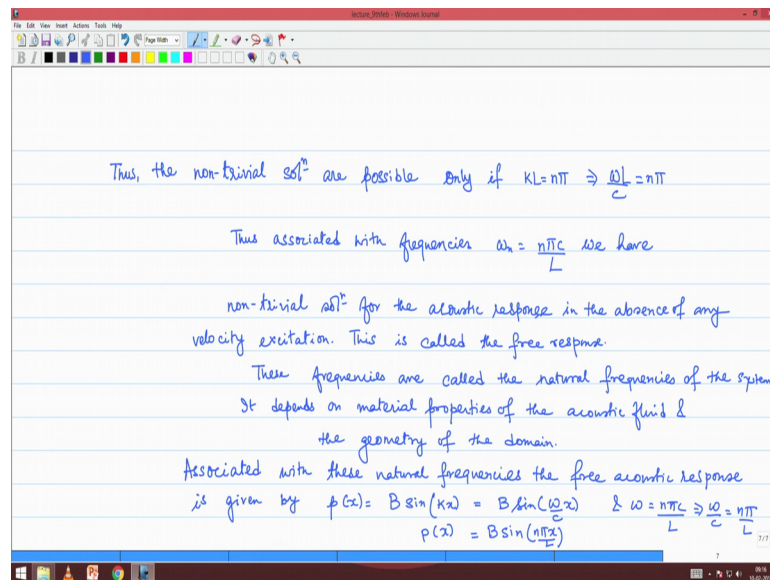 lecture_9thfeb - Windows Journal
File Edit View Insert Actions Tools Help
Page Width
B I
Thus, the non-trivial solⁿ are possible only if KL=nπ ⇒ ωL/c = nπ
Thus associated with frequencies ωn = nπc/L we have
non-trivial solⁿ for the acoustic response in the absence of any
velocity excitation. This is called the free response.
These frequencies are called the natural frequencies of the system
It depends on material properties of the acoustic fluid &
the geometry of the domain.
Associated with these natural frequencies the free acoustic response
is given by p(x) = B sin(Kx) = B sin(ω/c x) & ω = nπc/L ⇒ ω/c = nπ/L
p(x) = B sin(nπx/L)
7/7
7
09:16